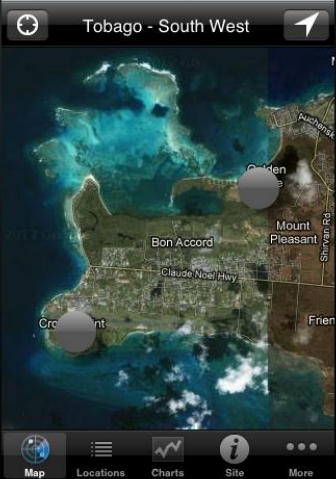 Tobago - South West
Auchensk
Golden
Mount
Pleasant
Shirvan Rd
Bon Accord
Claude Noel Hwy
Frien
Map
Locations
Charts
Site
More